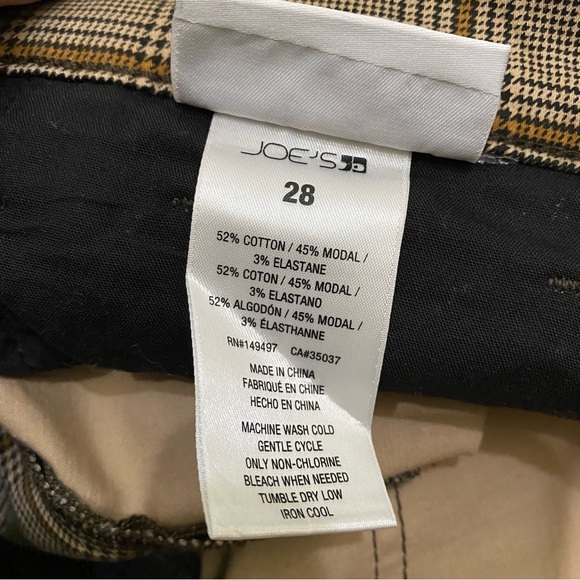 JOE'S
28
52% COTTON / 45% MODAL /
3% ELASTANE
52% COTON / 45% MODAL /
3% ELASTANO
52% ALGODÓN / 45% MODAL /
3% ÉLASTHANNE
RN#149497 CA#35037
MADE IN CHINA
FABRIQUÉ EN CHINE
HECHO EN CHINA
MACHINE WASH COLD
GENTLE CYCLE
ONLY NON-CHLORINE
BLEACH WHEN NEEDED
TUMBLE DRY LOW
IRON COOL